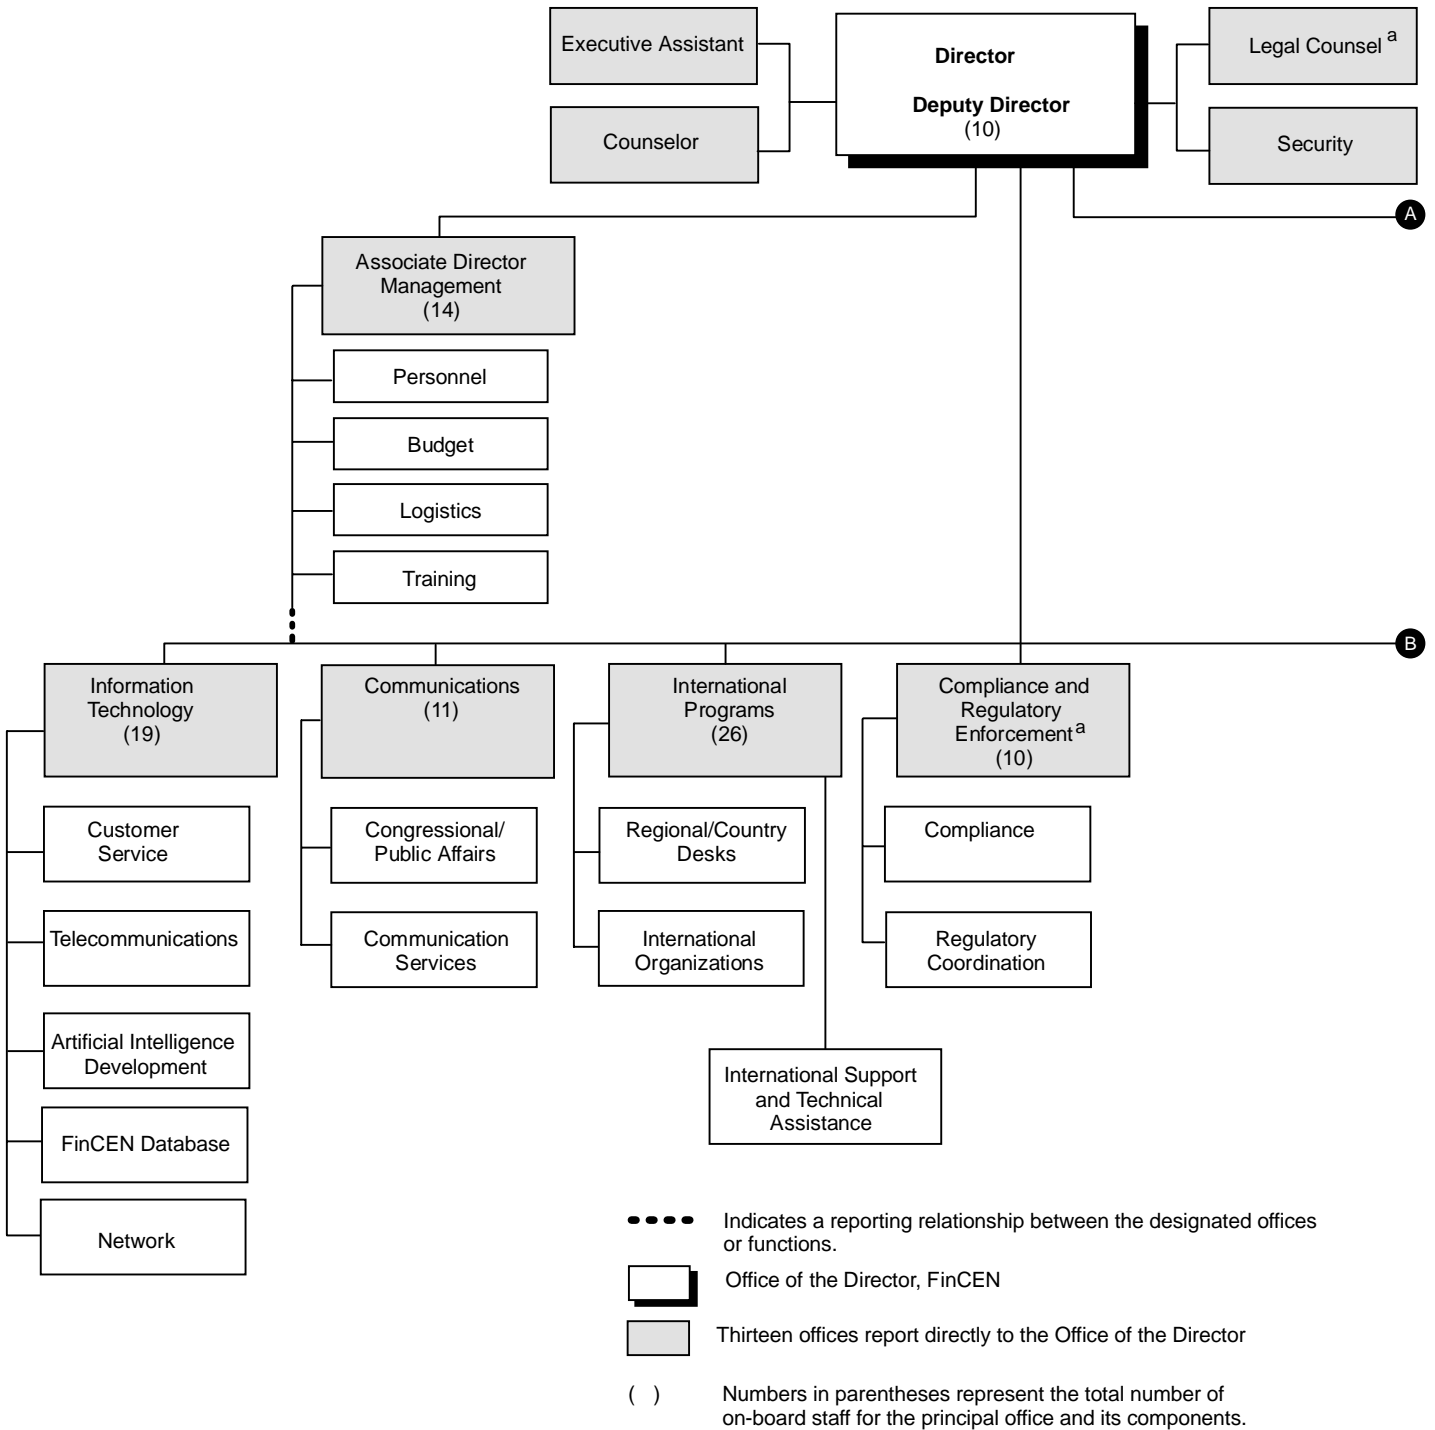 Executive Assistant
Counselor
Director
Deputy Director
(10)
Legal Counsel a
Security
A
Associate Director
Management
(14)
Personnel
Budget
Logistics
Training
B
Information
Technology
(19)
Customer
Service
Telecommunications
Artificial Intelligence
Development
FinCEN Database
Network
Communications
(11)
Congressional/
Public Affairs
Communication
Services
International
Programs
(26)
Regional/Country
Desks
International
Organizations
International Support
and Technical
Assistance
Compliance and
Regulatory
Enforcement a
(10)
Compliance
Regulatory
Coordination
Indicates a reporting relationship between the designated offices
or functions.
Office of the Director, FinCEN
Thirteen offices report directly to the Office of the Director
( ) Numbers in parentheses represent the total number of
on-board staff for the principal office and its components.